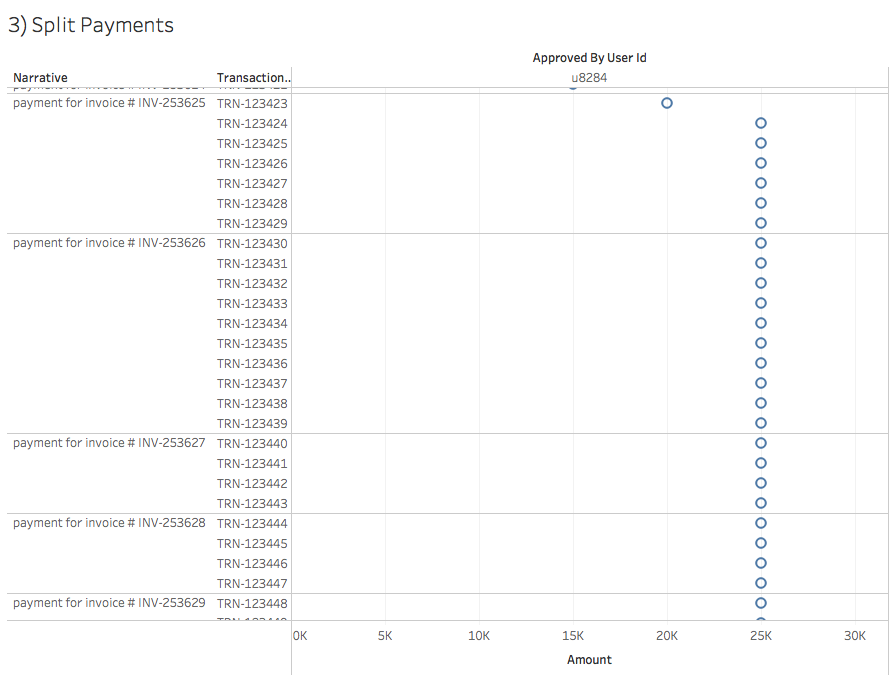 3) Split Payments
Approved By User Id
Narrative Transaction.. u8284
payment for invoice # INV-253625 TRN-123423
TRN-123424
TRN-123425
TRN-123426
TRN-123427
TRN-123428
TRN-123429
payment for invoice # INV-253626 TRN-123430
TRN-123431
TRN-123432
TRN-123433
TRN-123434
TRN-123435
TRN-123436
TRN-123437
TRN-123438
TRN-123439
payment for invoice # INV-253627 TRN-123440
TRN-123441
TRN-123442
TRN-123443
payment for invoice # INV-253628 TRN-123444
TRN-123445
TRN-123446
TRN-123447
payment for invoice # INV-253629 TRN-123448
0K 5K 10K 15K 20K 25K 30K
Amount